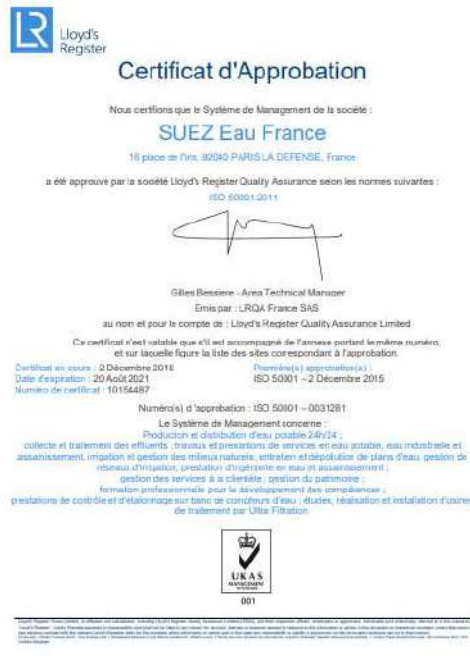 LR
Lloyd's
Register
Certificat d'Approbation
Nous certifions que le Système de Management de la société :
SUEZ Eau France
16 place de l'Iris, 92040 PARIS LA DEFENSE, France
a été approuvé par la société Lloyd's Register Quality Assurance selon les normes suivantes :
ISO 50001:2011
Gilles Bessiere - Area Technical Manager
Emis par : LRQA France SAS
au nom et pour le compte de : Lloyd's Register Quality Assurance Limited
Ce certificat n'est valable que s'il est accompagné de l'annexe portant le même numéro,
et sur laquelle figure la liste des sites correspondant à l'approbation.
Certificat en cours : 2 Décembre 2018
Date d'expiration : 20 Août 2021
Numéro de certificat : 10154487
Première(s) approbation(s) :
ISO 50001 – 2 Décembre 2015
Numéro(s) d'approbation : ISO 50001 – 0031281
Le Système de Management concerne :
Production et distribution d'eau potable 24h/24 ;
collecte et traitement des effluents ; travaux et prestations de services en eau potable, eau industrielle et
assainissement, irrigation et gestion des milieux naturels, entretien et dépollution de plans d'eau, gestion de
réseaux d'irrigation, prestation d'ingénierie en eau et assainissement ;
gestion des services à la clientèle ; gestion du patrimoine ;
formation professionnelle pour le développement des compétences ;
prestations de contrôle et d'étalonnage sur banc de compteurs d'eau ; études, réalisation et installation d'usines
de traitement par Ultra Filtration
UKAS
MANAGEMENT
SYSTEMS
001